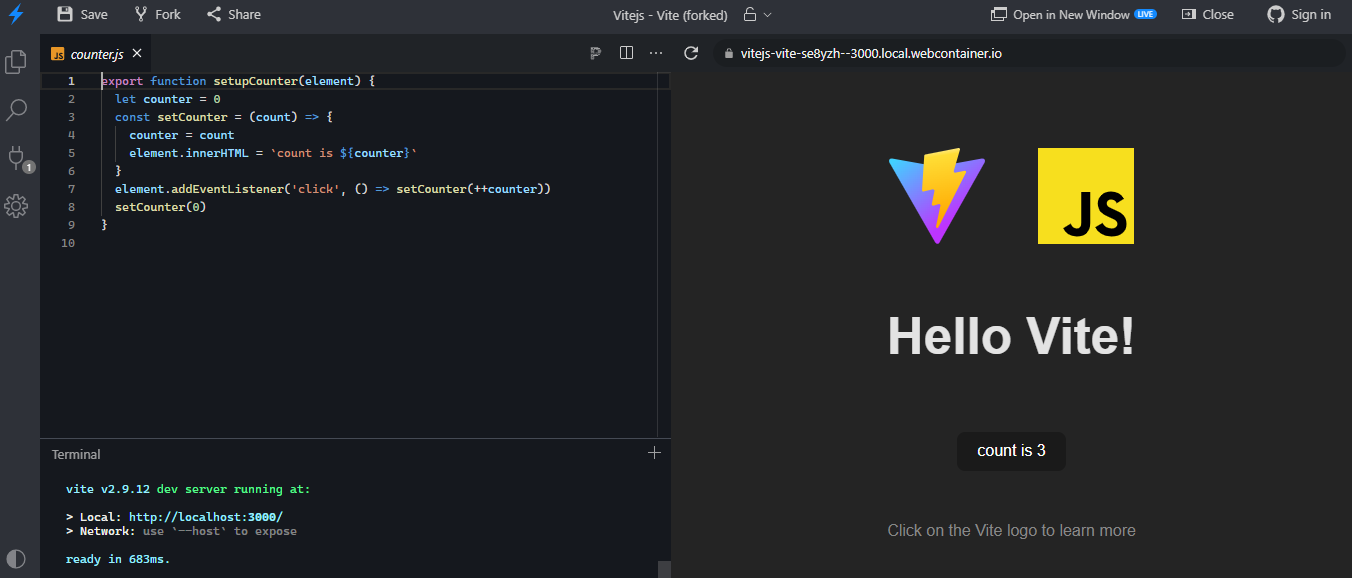 Save Fork Share Vitejs - Vite (forked) Open in New Window LIVE Close Sign in
JS counter.js
vitejs-vite-se8yzh--3000.local.webcontainer.io
1
1 export function setupCounter(element) {
2 let counter = 0
3 const setCounter = (count) => {
4 counter = count
5 element.innerHTML = `count is ${counter}`
6 }
7 element.addEventListener('click', () => setCounter(++counter))
8 setCounter(0)
9 }
10
Terminal
vite v2.9.12 dev server running at:
> Local: http://localhost:3000/
> Network: use `--host` to expose
ready in 683ms.
JS
Hello Vite!
count is 3
Click on the Vite logo to learn more